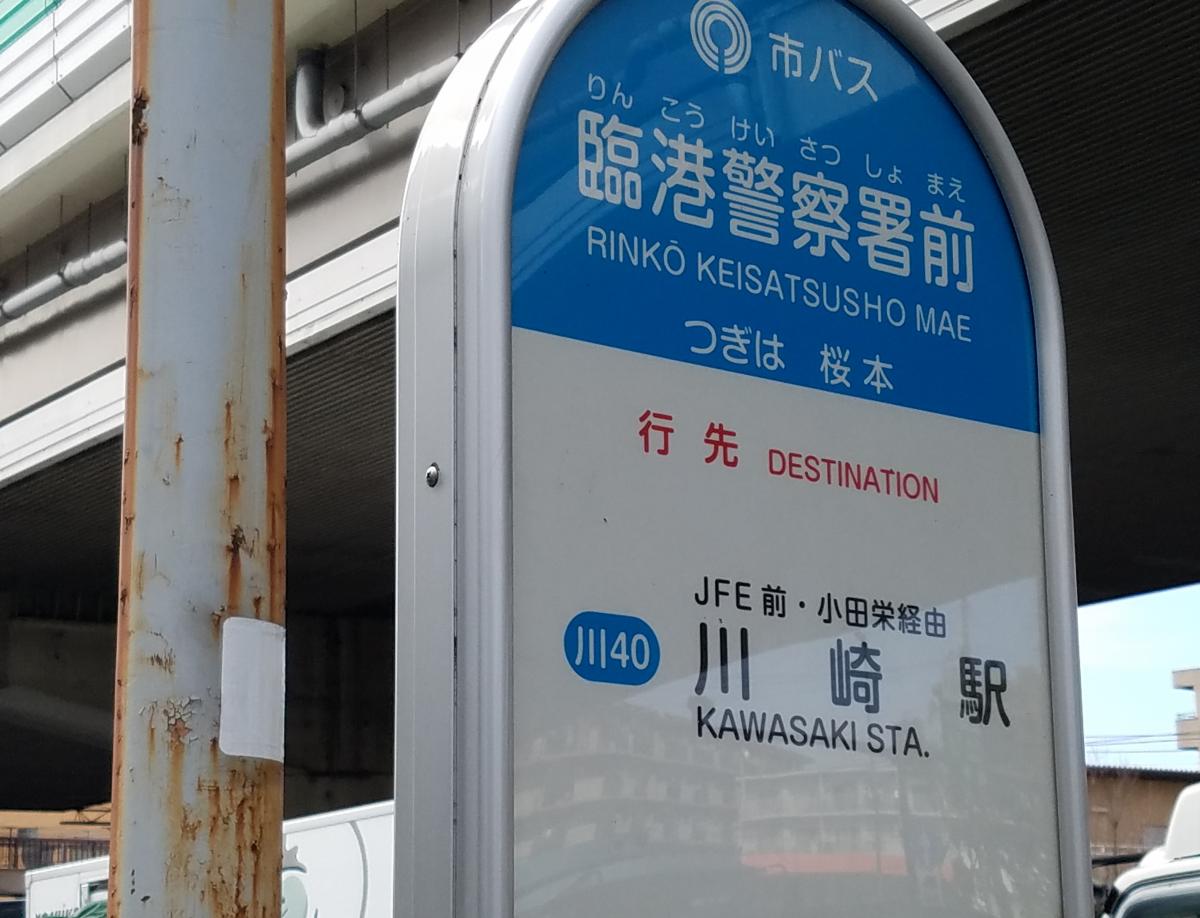 市バス
りん こう けい さつ しょ まえ
臨港警察署前
RINKŌ KEISATSUSHO MAE
つぎは 桜本
行先 DESTINATION
JFE前・小田栄経由
川40 川崎駅
KAWASAKI STA.